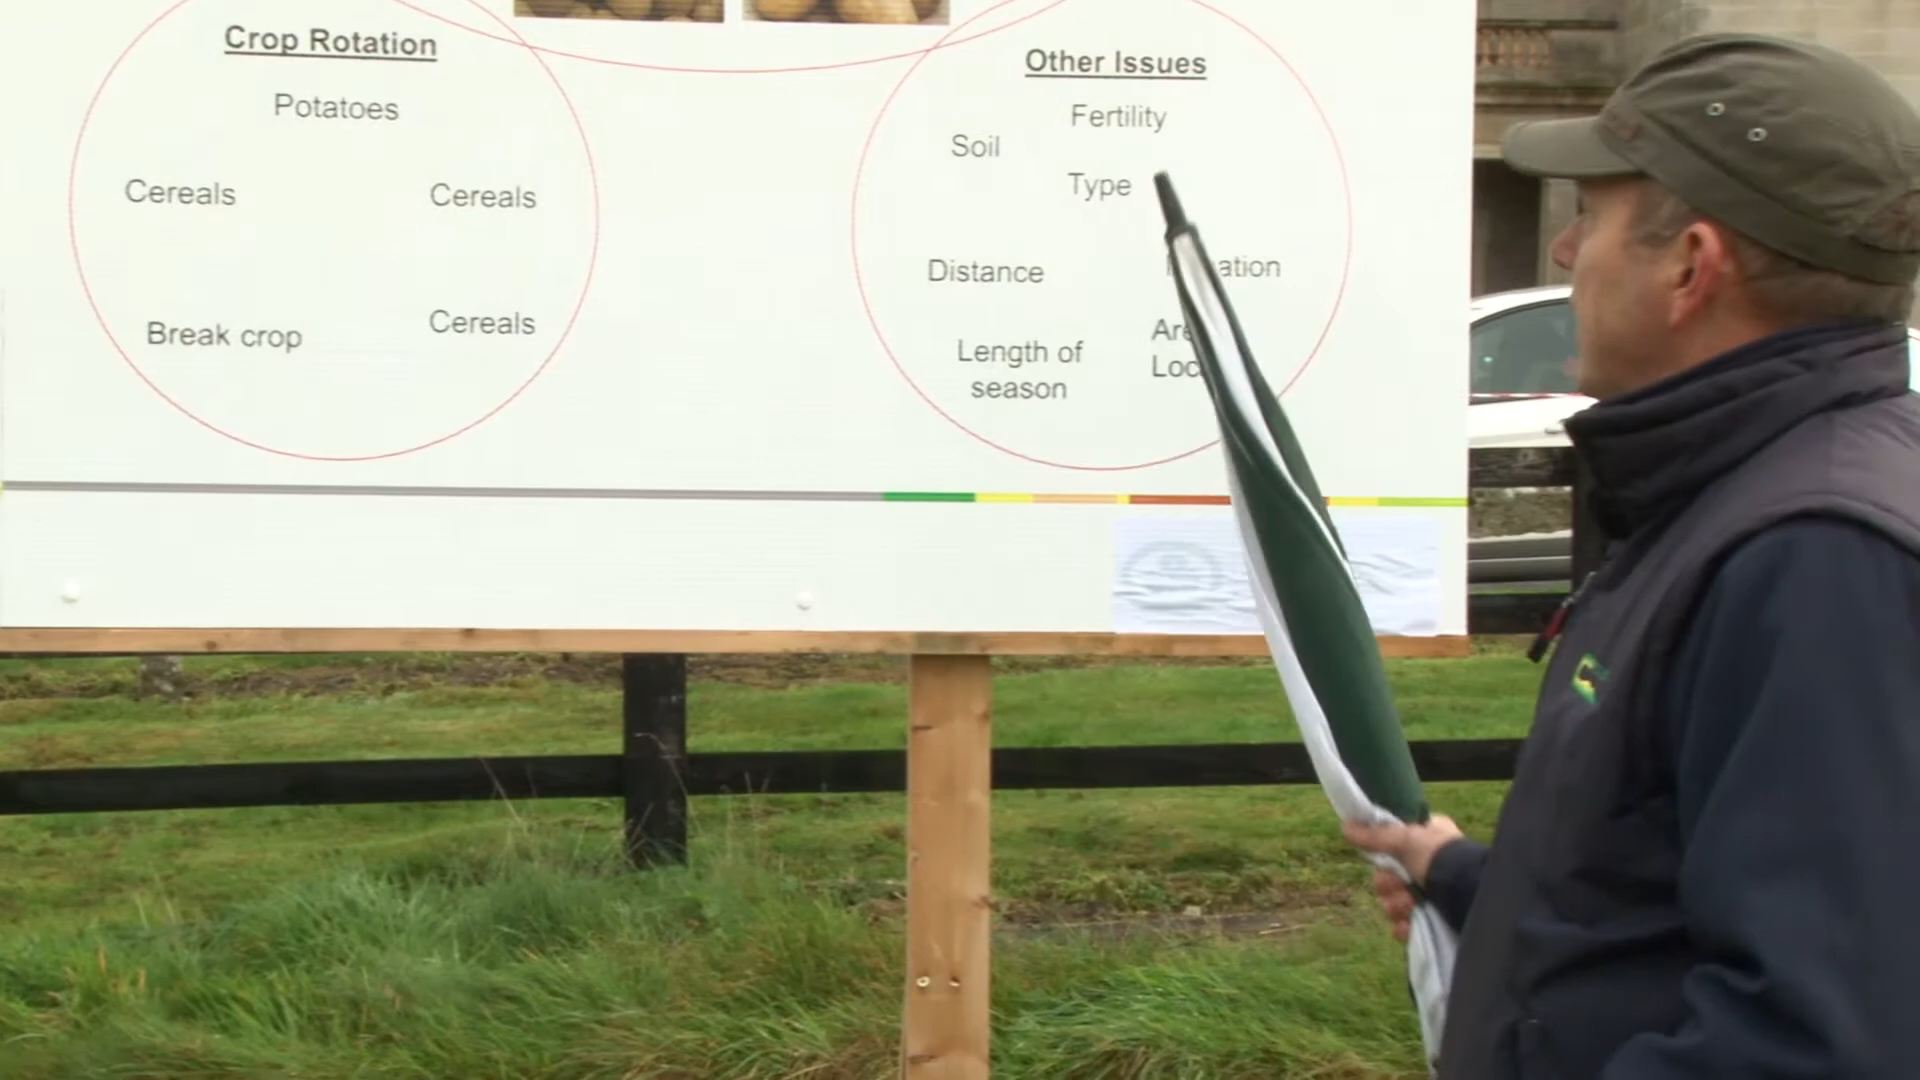 Crop Rotation
Potatoes
Cereals
Cereals
Cereals
Break crop
Other Issues
Fertility
Soil
Type
Distance
Length of
season